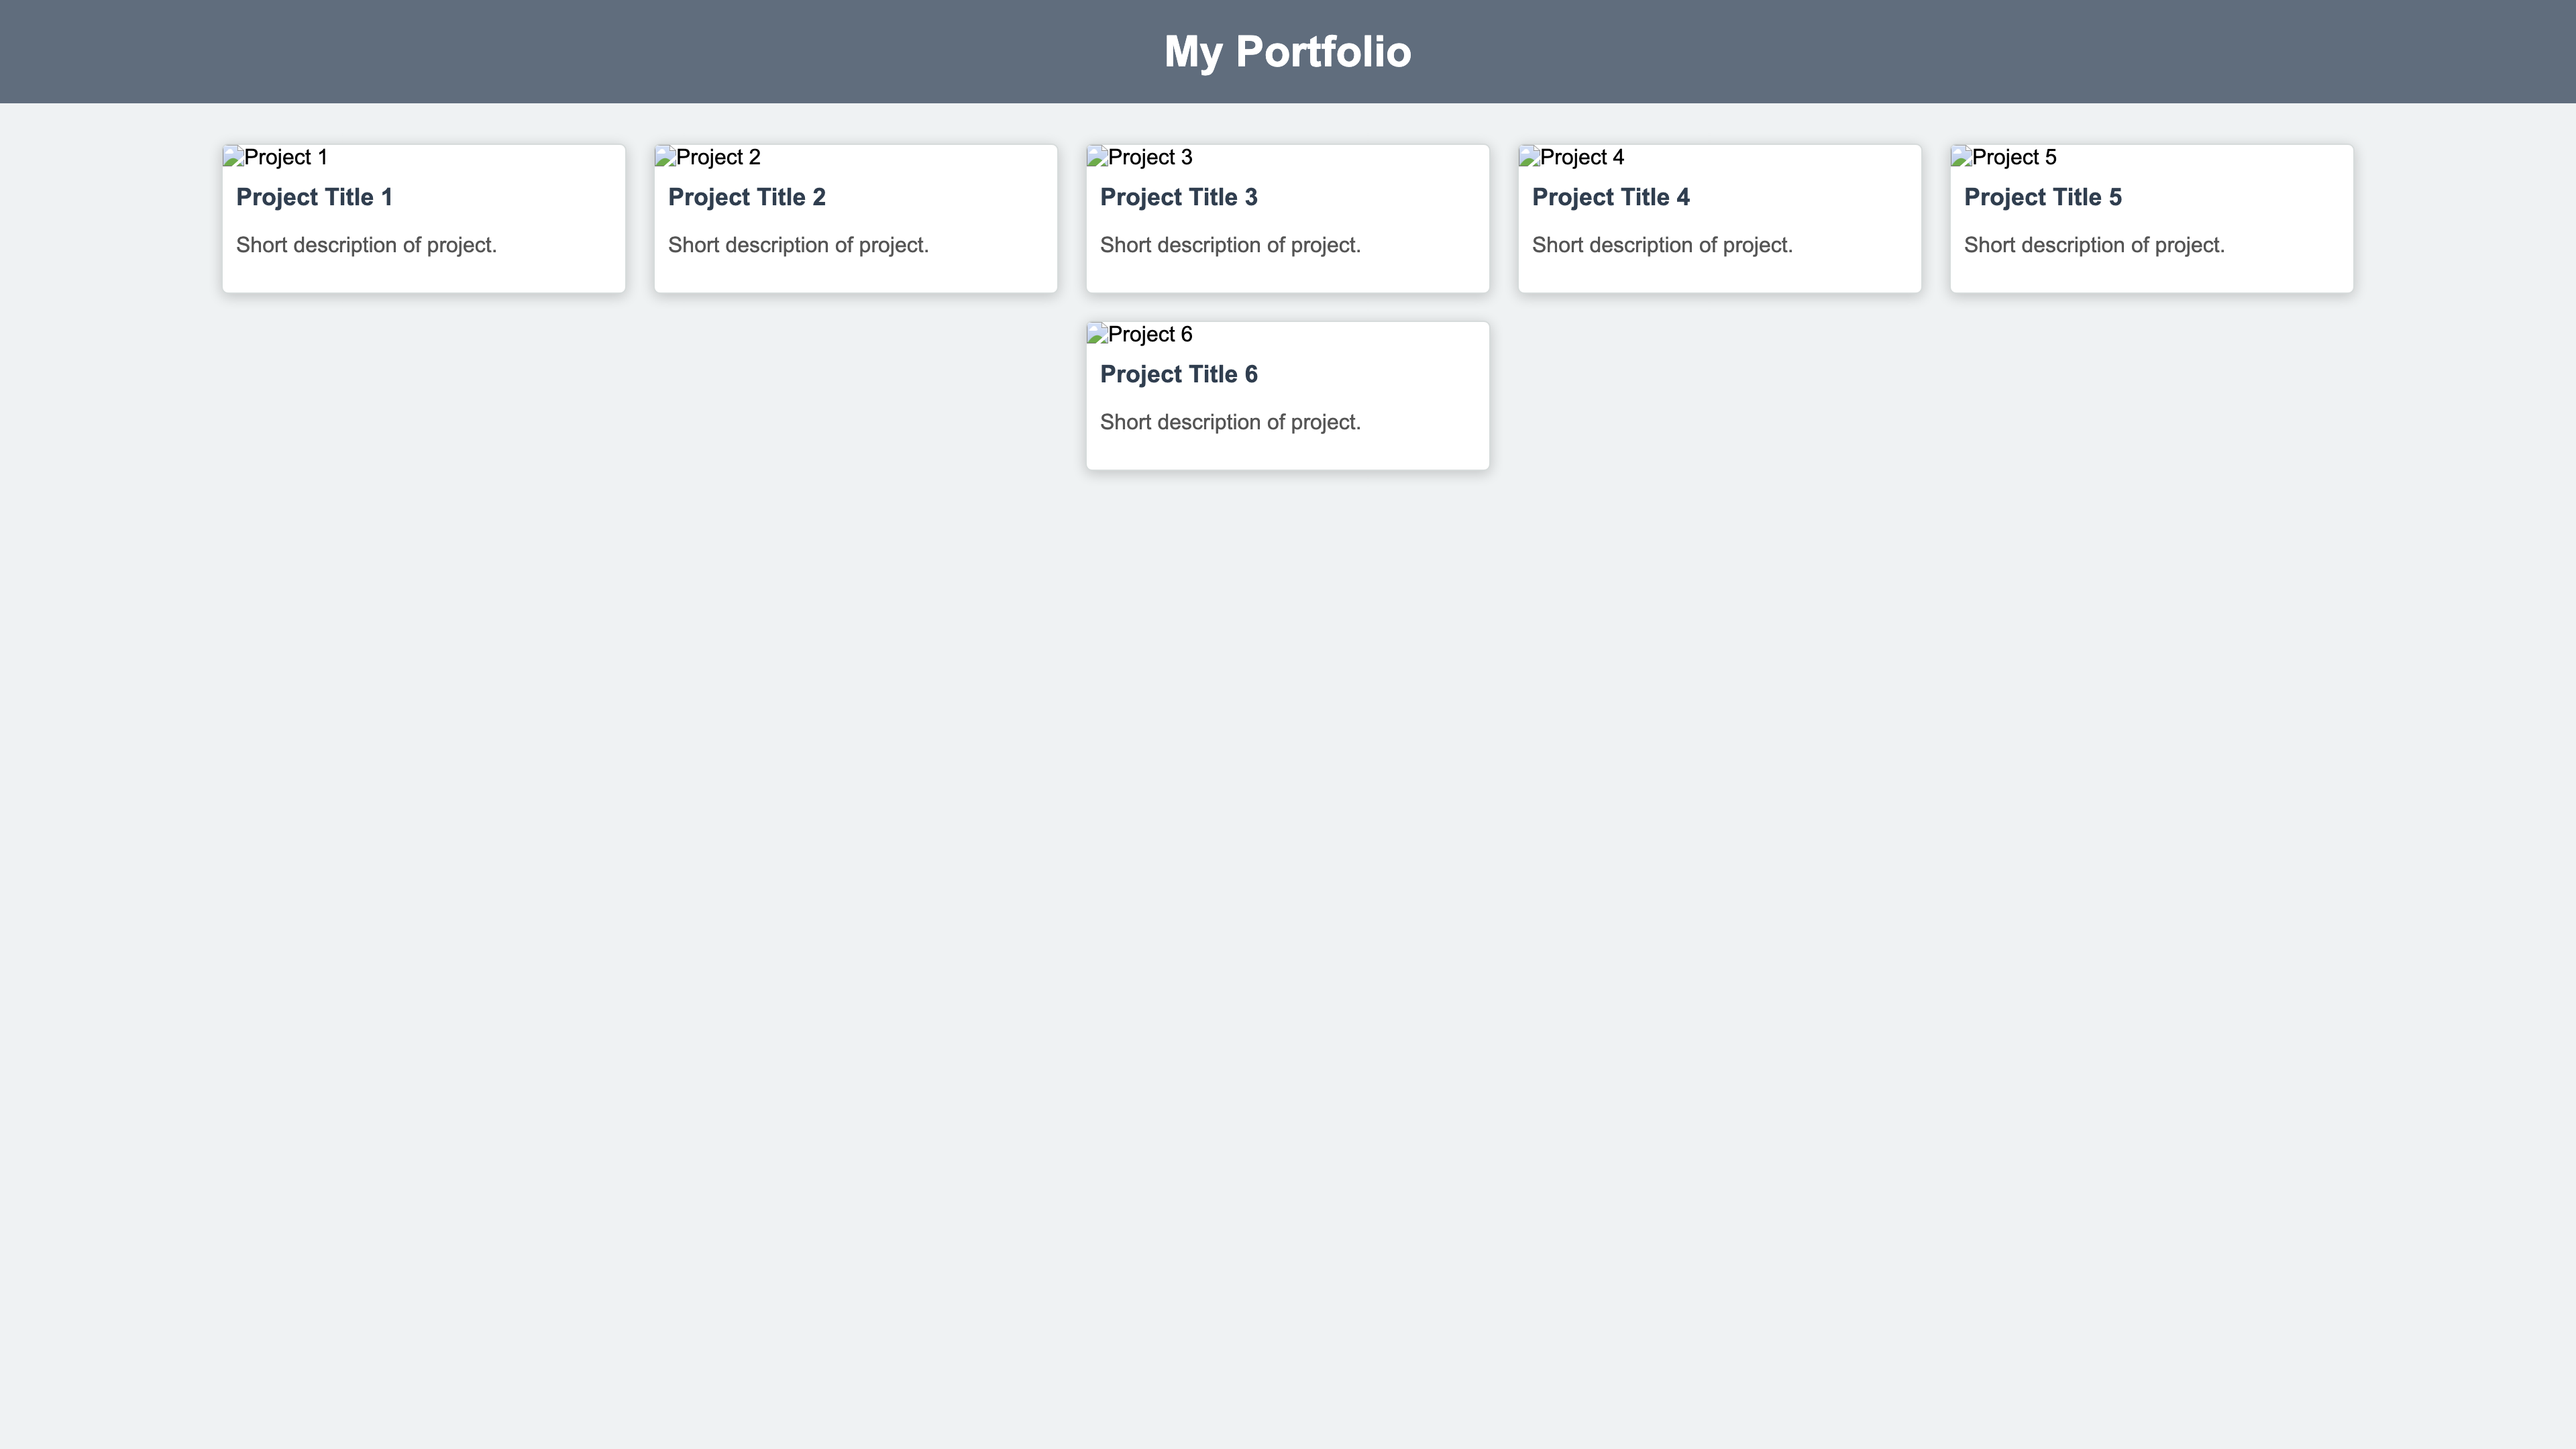 My Portfolio
Project 1
Project Title 1
Short description of project.
Project 2
Project Title 2
Short description of project.
Project 3
Project Title 3
Short description of project.
Project 4
Project Title 4
Short description of project.
Project 5
Project Title 5
Short description of project.
Project 6
Project Title 6
Short description of project.